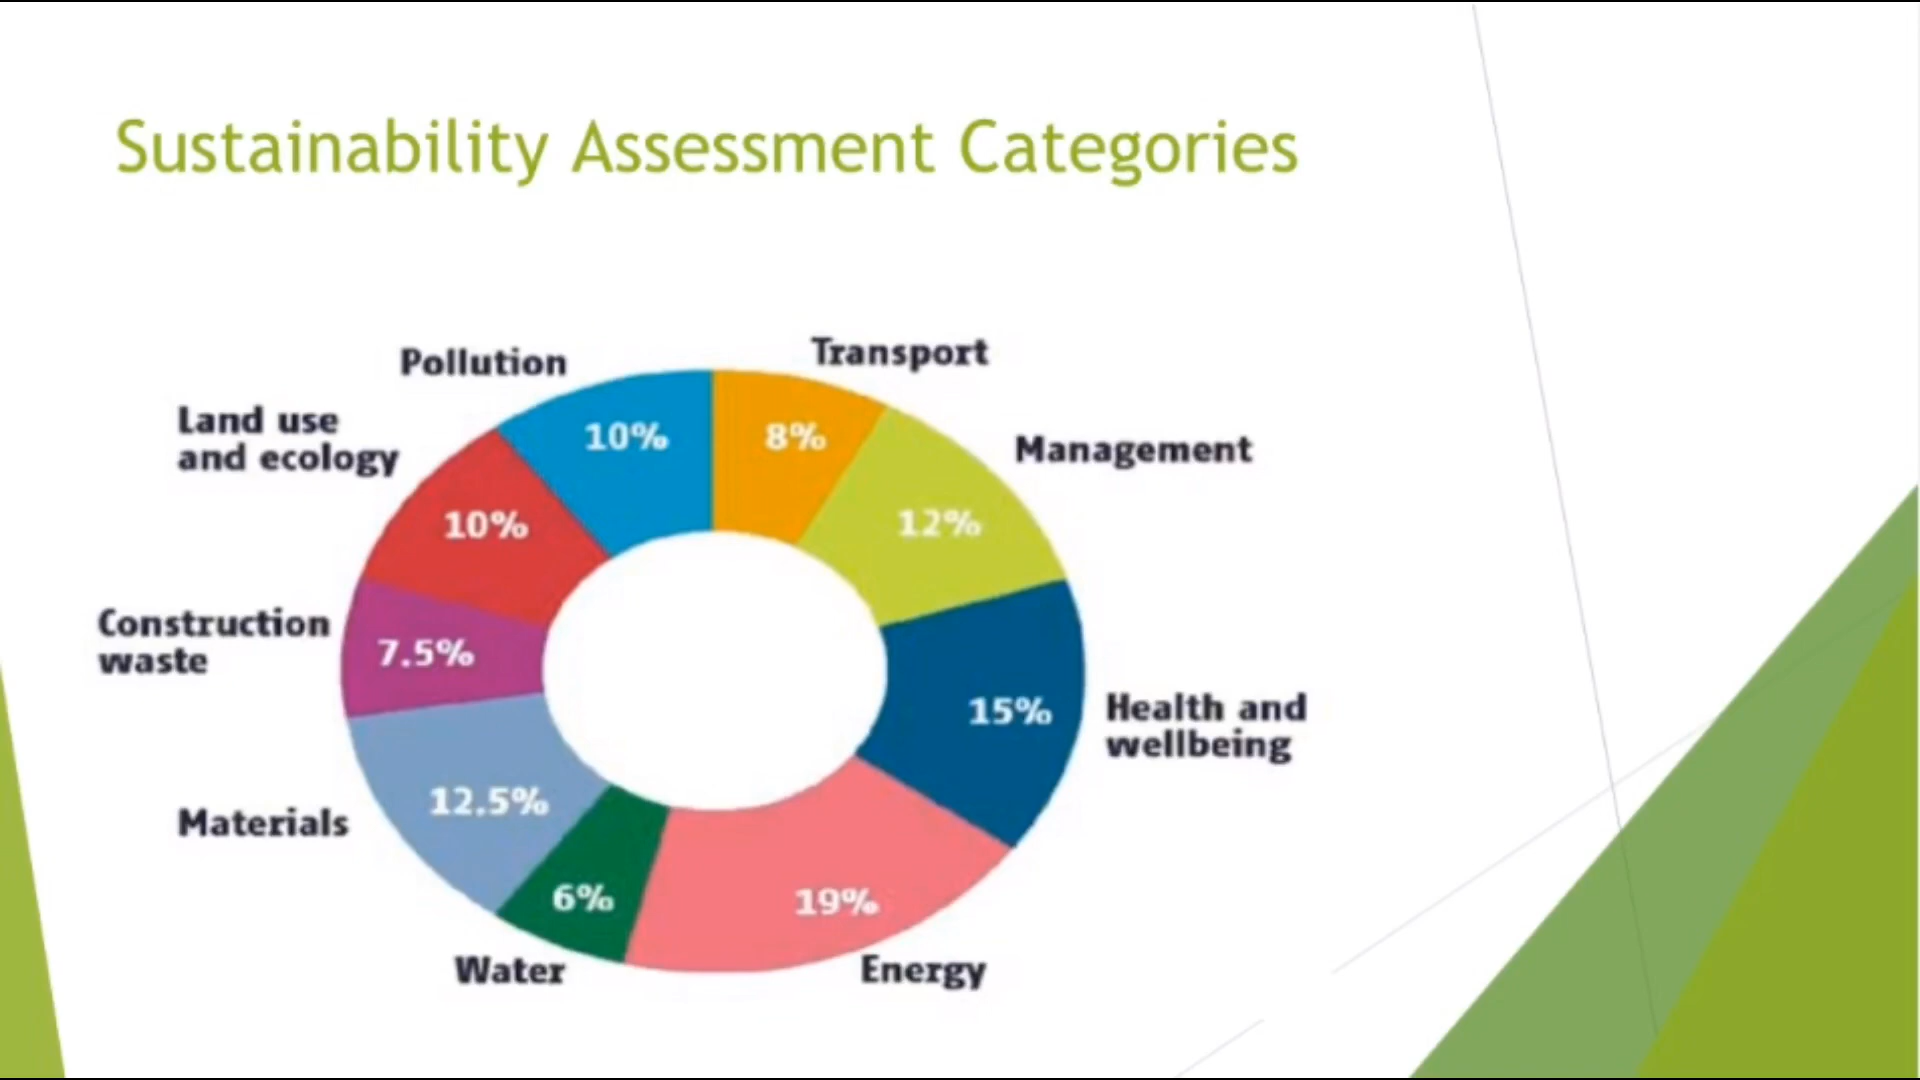 Sustainability Assessment Categories
Pollution
Transport
Land use
and ecology
10%
8%
Management
10%
12%
Construction
waste
7.5%
15%
Health and
wellbeing
Materials
12.5%
6%
19%
Water
Energy